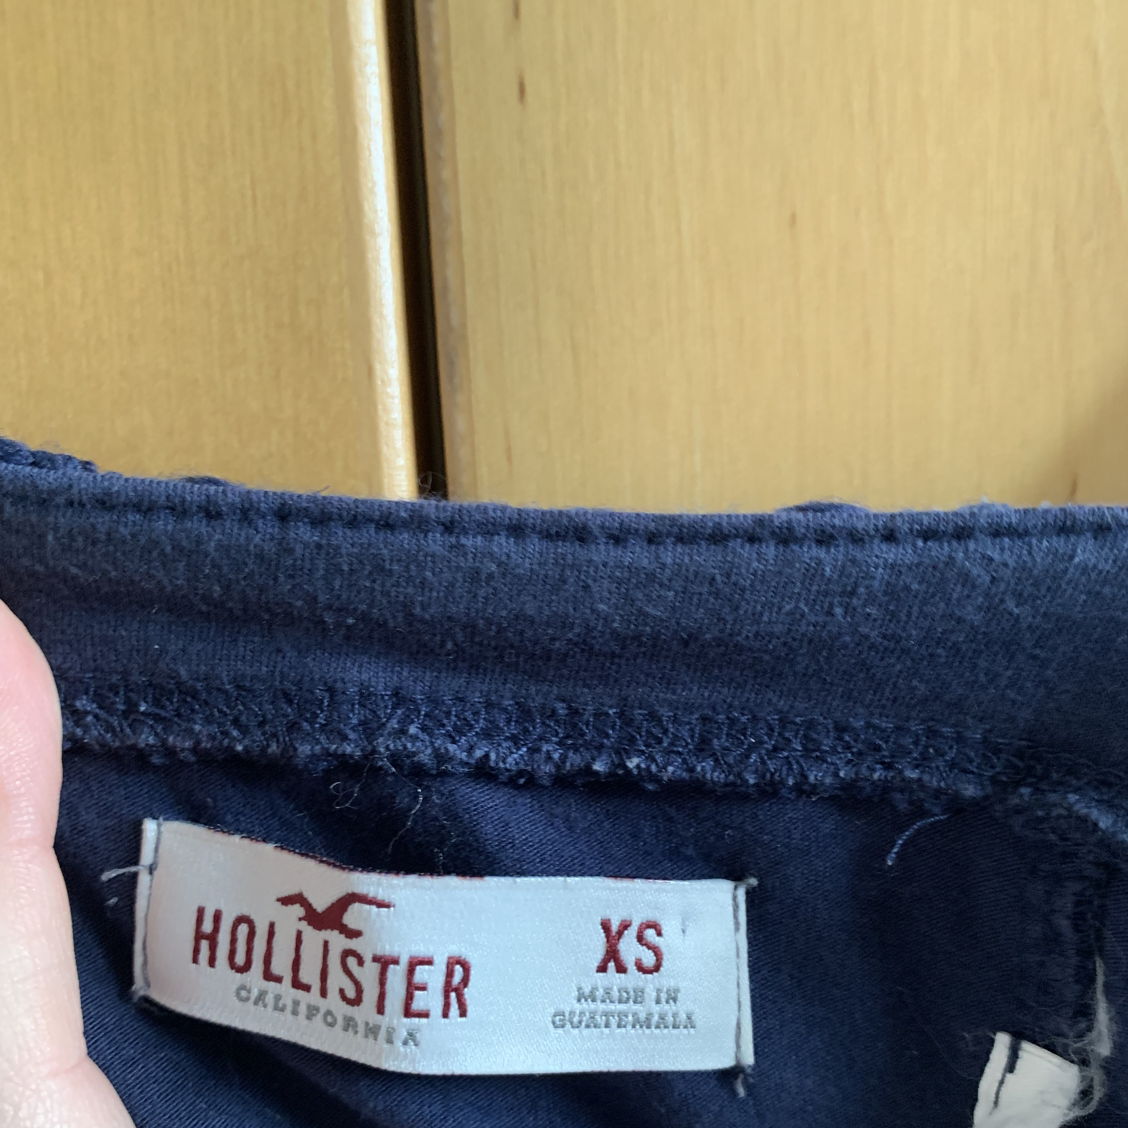 HOLLISTER
CALIFORNIA
XS
MADE IN
GUATEMALA